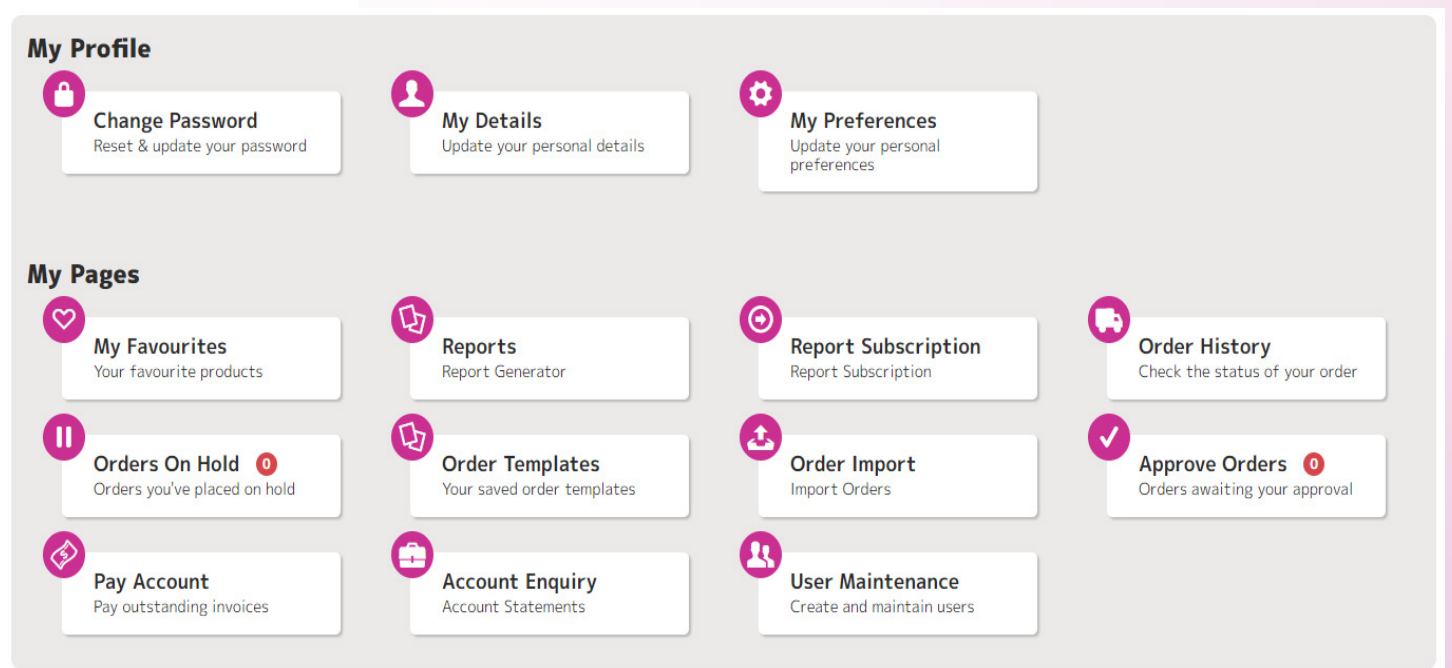 My Profile
Change Password
Reset & update your password
My Details
Update your personal details
My Preferences
Update your personal
preferences
My Pages
My Favourites
Your favourite products
Reports
Report Generator
Report Subscription
Report Subscription
Order History
Check the status of your order
Orders On Hold 0
Orders you've placed on hold
Order Templates
Your saved order templates
Order Import
Import Orders
Approve Orders 0
Orders awaiting your approval
Pay Account
Pay outstanding invoices
Account Enquiry
Account Statements
User Maintenance
Create and maintain users